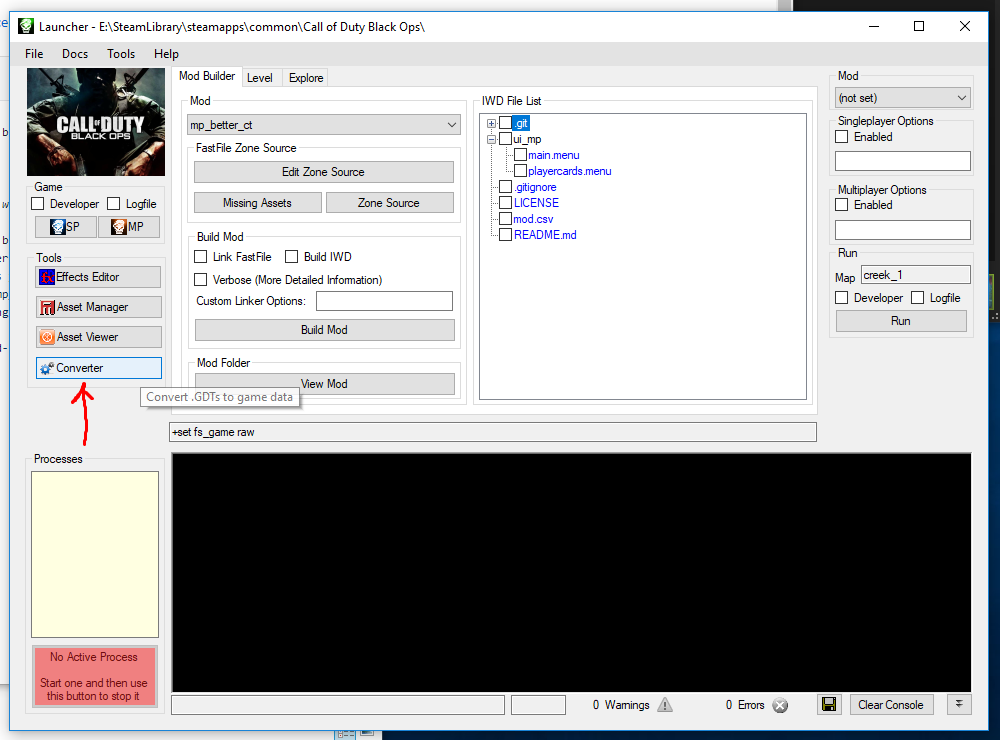 Launcher - E:\SteamLibrary\steamapps\common\Call of Duty Black Ops\
File Docs Tools Help
CALL OF DUTY
BLACK OPS
Game
Developer Logfile
SP MP
Tools
Effects Editor
Asset Manager
Asset Viewer
Converter
Convert .GDTs to game data
Processes
No Active Process
Start one and then use
this button to stop it
Mod Builder Level Explore
Mod
mp_better_ct
FastFile Zone Source
Edit Zone Source
Missing Assets Zone Source
Build Mod
Link FastFile Build IWD
Verbose (More Detailed Information)
Custom Linker Options:
Build Mod
Mod Folder
View Mod
IWD File List
.git
ui_mp
main.menu
playercards.menu
.gitignore
LICENSE
mod.csv
README.md
+set fs_game raw
Mod
(not set)
Singleplayer Options
Enabled
Multiplayer Options
Enabled
Run
Map creek_1
Developer Logfile
Run
0 Warnings 0 Errors Clear Console